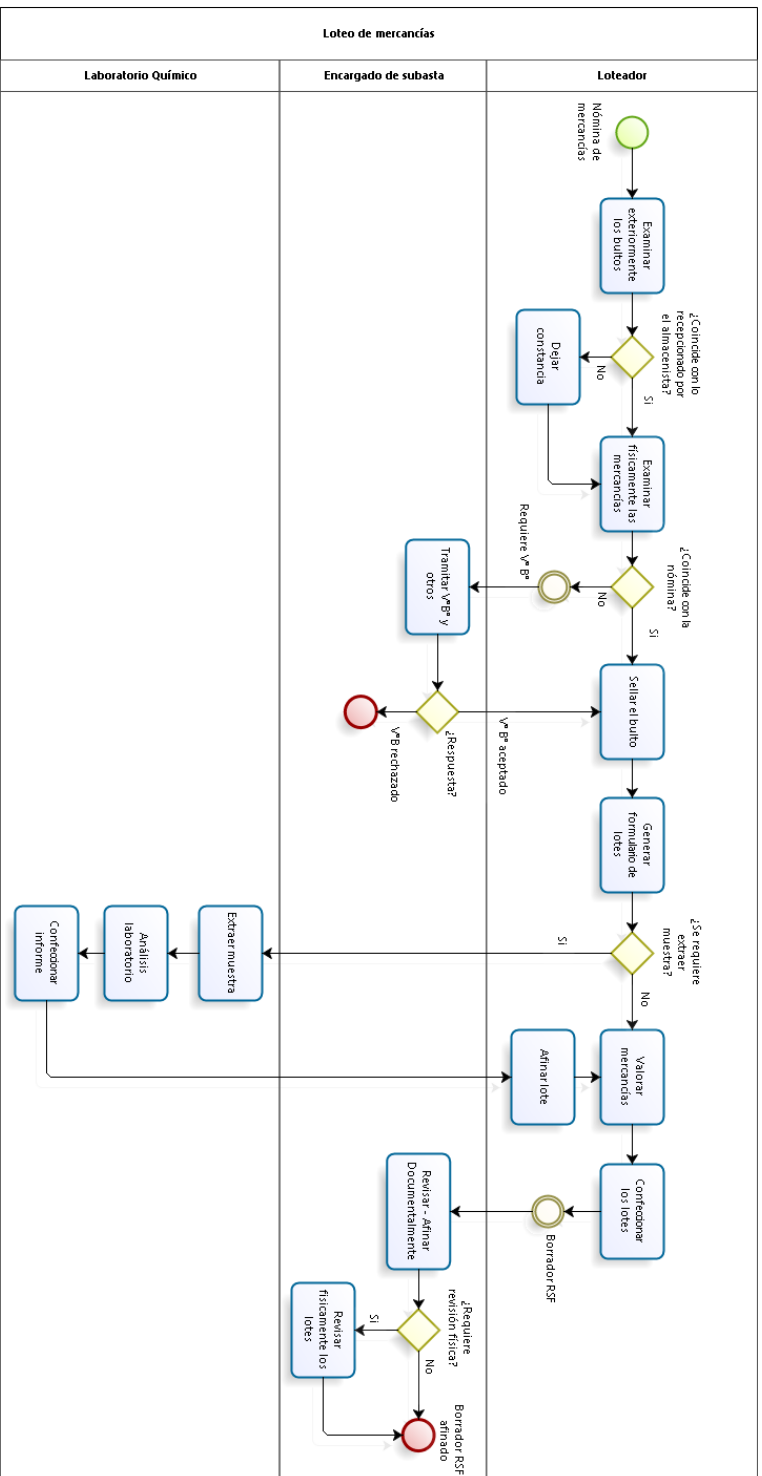 Loteo de mercancías
Laboratorio Químico
Encargado de subasta
Loteador
Nómina de
mercancías
Examinar
exteriormente
los bultos
¿Coincide con lo
recepcionado por
el almacenista?
No
Si
Dejar
constancia
Examinar
físicamente las
mercancías
¿Coincide con la
nómina?
No
Si
Requiere V° B°
Tramitar V°B° y
otros
¿Respuesta?
V° B° aceptado
V°B rechazado
Sellar el bulto
Generar
formulario de
lotes
¿Se requiere
extraer
muestra?
Si
No
Extraer muestra
Análisis
laboratorio
Confeccionar
informe
Afinar lote
Valorar
mercancías
Confeccionar
los lotes
Borrador RSF
Revisar - Afinar
Documentalmente
¿Requiere
revisión física?
Si
No
Revisar
fisicamente los
lotes
Borrador RSF
afinado